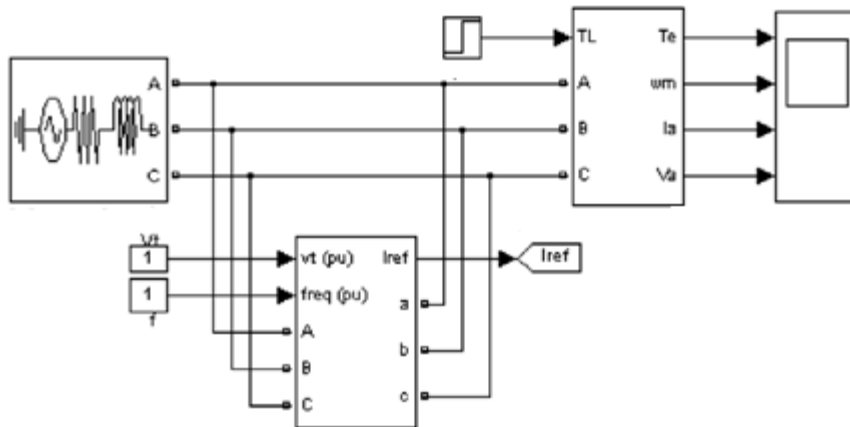 TL Te
A A wm
B B Ia
C C Va
Vt
1 vt (pu) Iref Iref
1 freq (pu)
f
a
A
b
B
c
C